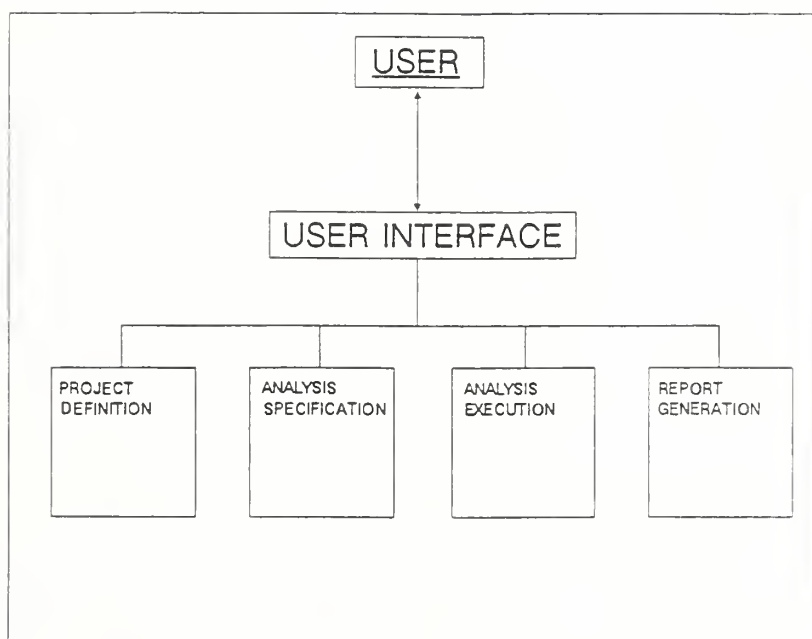 USER
USER INTERFACE
PROJECT
DEFINITION
ANALYSIS
SPECIFICATION
ANALYSIS
EXECUTION
REPORT
GENERATION